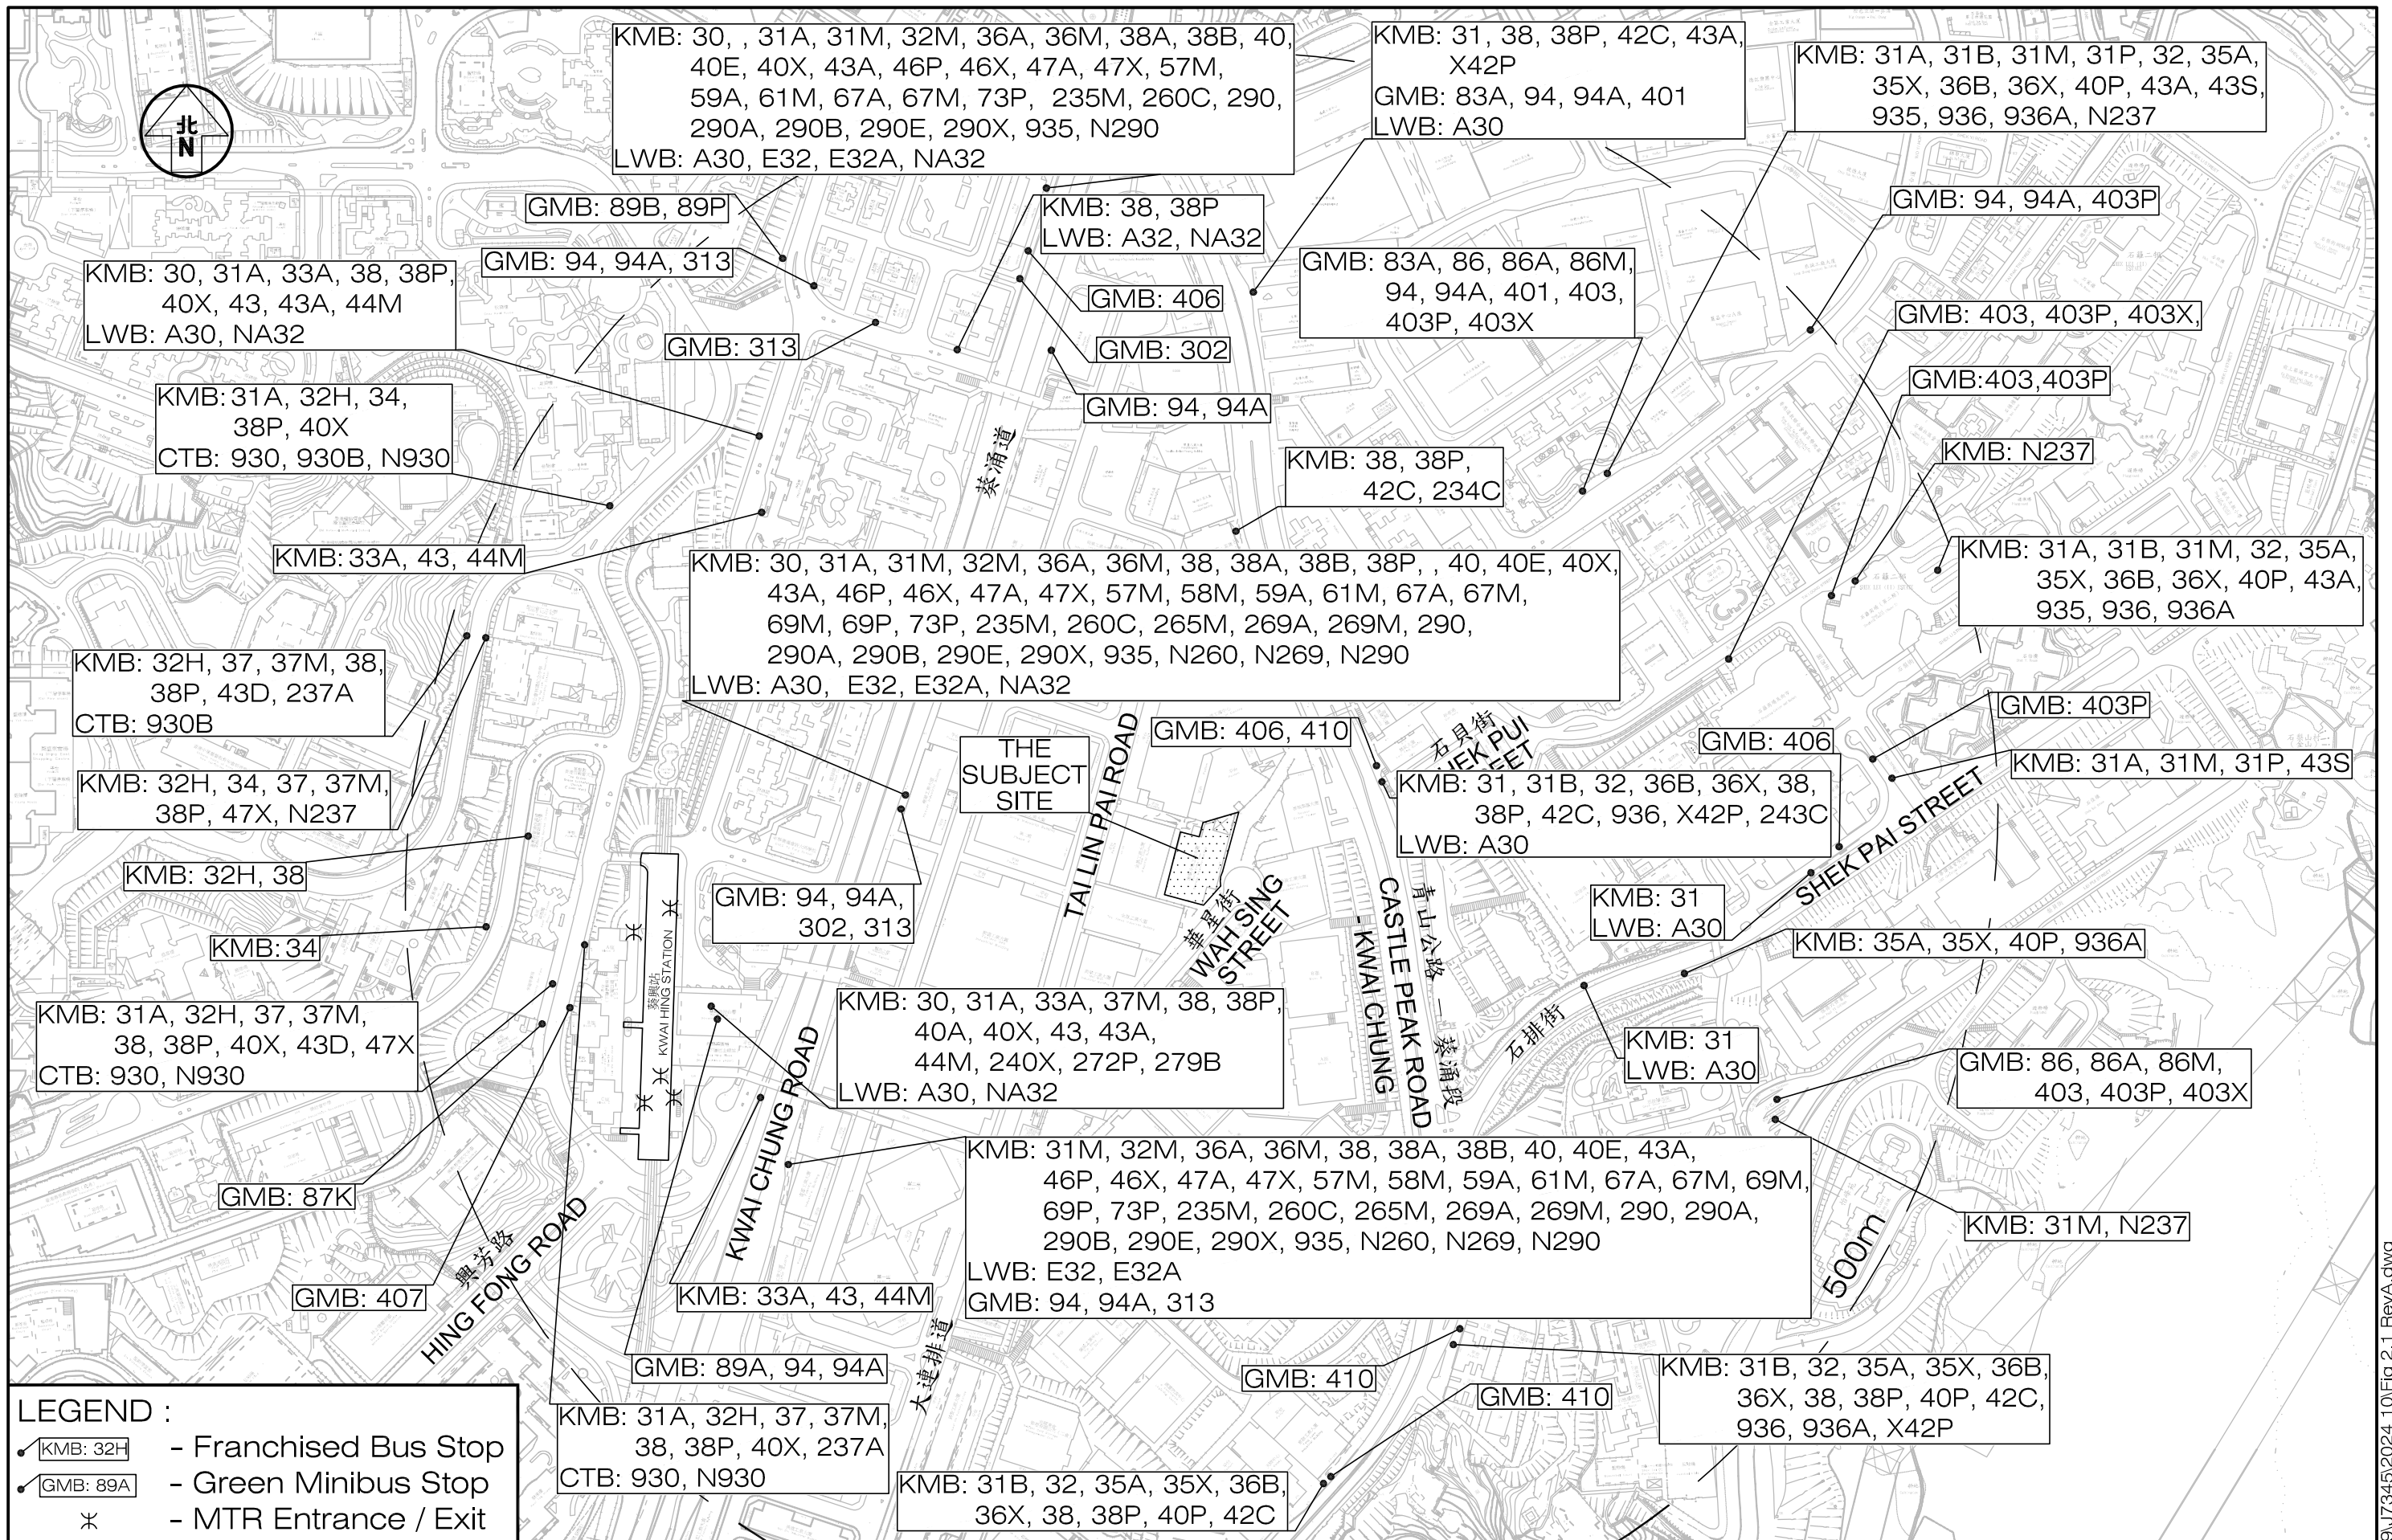 KMB: 30, , 31A, 31M, 32M, 36A, 36M, 38A, 38B, 40,
40E, 40X, 43A, 46P, 46X, 47A, 47X, 57M,
59A, 61M, 67A, 67M, 73P, 235M, 260C, 290,
290A, 290B, 290E, 290X, 935, N290
LWB: A30, E32, E32A, NA32
KMB: 31, 38, 38P, 42C, 43A,
X42P
GMB: 83A, 94, 94A, 401
LWB: A30
KMB: 31A, 31B, 31M, 31P, 32, 35A,
35X, 36B, 36X, 40P, 43A, 43S,
935, 936, 936A, N237
北
N
GMB: 89B, 89P
KMB: 38, 38P
LWB: A32, NA32
GMB: 94, 94A, 403P
GMB: 94, 94A, 313
KMB: 30, 31A, 33A, 38, 38P,
40X, 43, 43A, 44M
LWB: A30, NA32
GMB: 406
GMB: 83A, 86, 86A, 86M,
94, 94A, 401, 403,
403P, 403X
GMB: 403, 403P, 403X,
GMB: 313
GMB: 302
GMB:403,403P
KMB: 31A, 32H, 34,
38P, 40X
CTB: 930, 930B, N930
GMB: 94, 94A
葵涌道
KMB: 38, 38P,
42C, 234C
KMB: N237
KMB: 33A, 43, 44M
KMB: 30, 31A, 31M, 32M, 36A, 36M, 38, 38A, 38B, 38P, , 40, 40E, 40X,
43A, 46P, 46X, 47A, 47X, 57M, 58M, 59A, 61M, 67A, 67M,
69M, 69P, 73P, 235M, 260C, 265M, 269A, 269M, 290,
290A, 290B, 290E, 290X, 935, N260, N269, N290
LWB: A30, E32, E32A, NA32
KMB: 31A, 31B, 31M, 32, 35A,
35X, 36B, 36X, 40P, 43A,
935, 936, 936A
KMB: 32H, 37, 37M, 38,
38P, 43D, 237A
CTB: 930B
THE
SUBJECT
SITE
TAI LIN PAI ROAD
GMB: 406, 410
石貝街
SHEK PUI
STREET
GMB: 406
GMB: 403P
KMB: 31A, 31M, 31P, 43S
KMB: 32H, 34, 37, 37M,
38P, 47X, N237
KMB: 31, 31B, 32, 36B, 36X, 38,
38P, 42C, 936, X42P, 243C
LWB: A30
SHEK PAI STREET
KMB: 32H, 38
GMB: 94, 94A,
302, 313
華星街
WAH SING
STREET
青山公路 — 葵涌段
CASTLE PEAK ROAD
- KWAI CHUNG
KMB: 31
LWB: A30
KMB: 34
KMB: 35A, 35X, 40P, 936A
葵興站
KWAI HING STATION
KMB: 31A, 32H, 37, 37M,
38, 38P, 40X, 43D, 47X
CTB: 930, N930
KMB: 30, 31A, 33A, 37M, 38, 38P,
40A, 40X, 43, 43A,
44M, 240X, 272P, 279B
LWB: A30, NA32
石排街
KMB: 31
LWB: A30
GMB: 86, 86A, 86M,
403, 403P, 403X
KWAI CHUNG ROAD
GMB: 87K
KMB: 31M, 32M, 36A, 36M, 38, 38A, 38B, 40, 40E, 43A,
46P, 46X, 47A, 47X, 57M, 58M, 59A, 61M, 67A, 67M, 69M,
69P, 73P, 235M, 260C, 265M, 269A, 269M, 290, 290A,
290B, 290E, 290X, 935, N260, N269, N290
LWB: E32, E32A
GMB: 94, 94A, 313
KMB: 31M, N237
500m
興芳路
HING FONG ROAD
GMB: 407
KMB: 33A, 43, 44M
大連排道
GMB: 89A, 94, 94A
GMB: 410
GMB: 410
KMB: 31B, 32, 35A, 35X, 36B,
36X, 38, 38P, 40P, 42C,
936, 936A, X42P
KMB: 31A, 32H, 37, 37M,
38, 38P, 40X, 237A
CTB: 930, N930
KMB: 31B, 32, 35A, 35X, 36B,
36X, 38, 38P, 40P, 42C
LEGEND :
KMB: 32H - Franchised Bus Stop
GMB: 89A - Green Minibus Stop
- MTR Entrance / Exit
9\J7345\2024 10\Fig 2.1 RevA.dwg